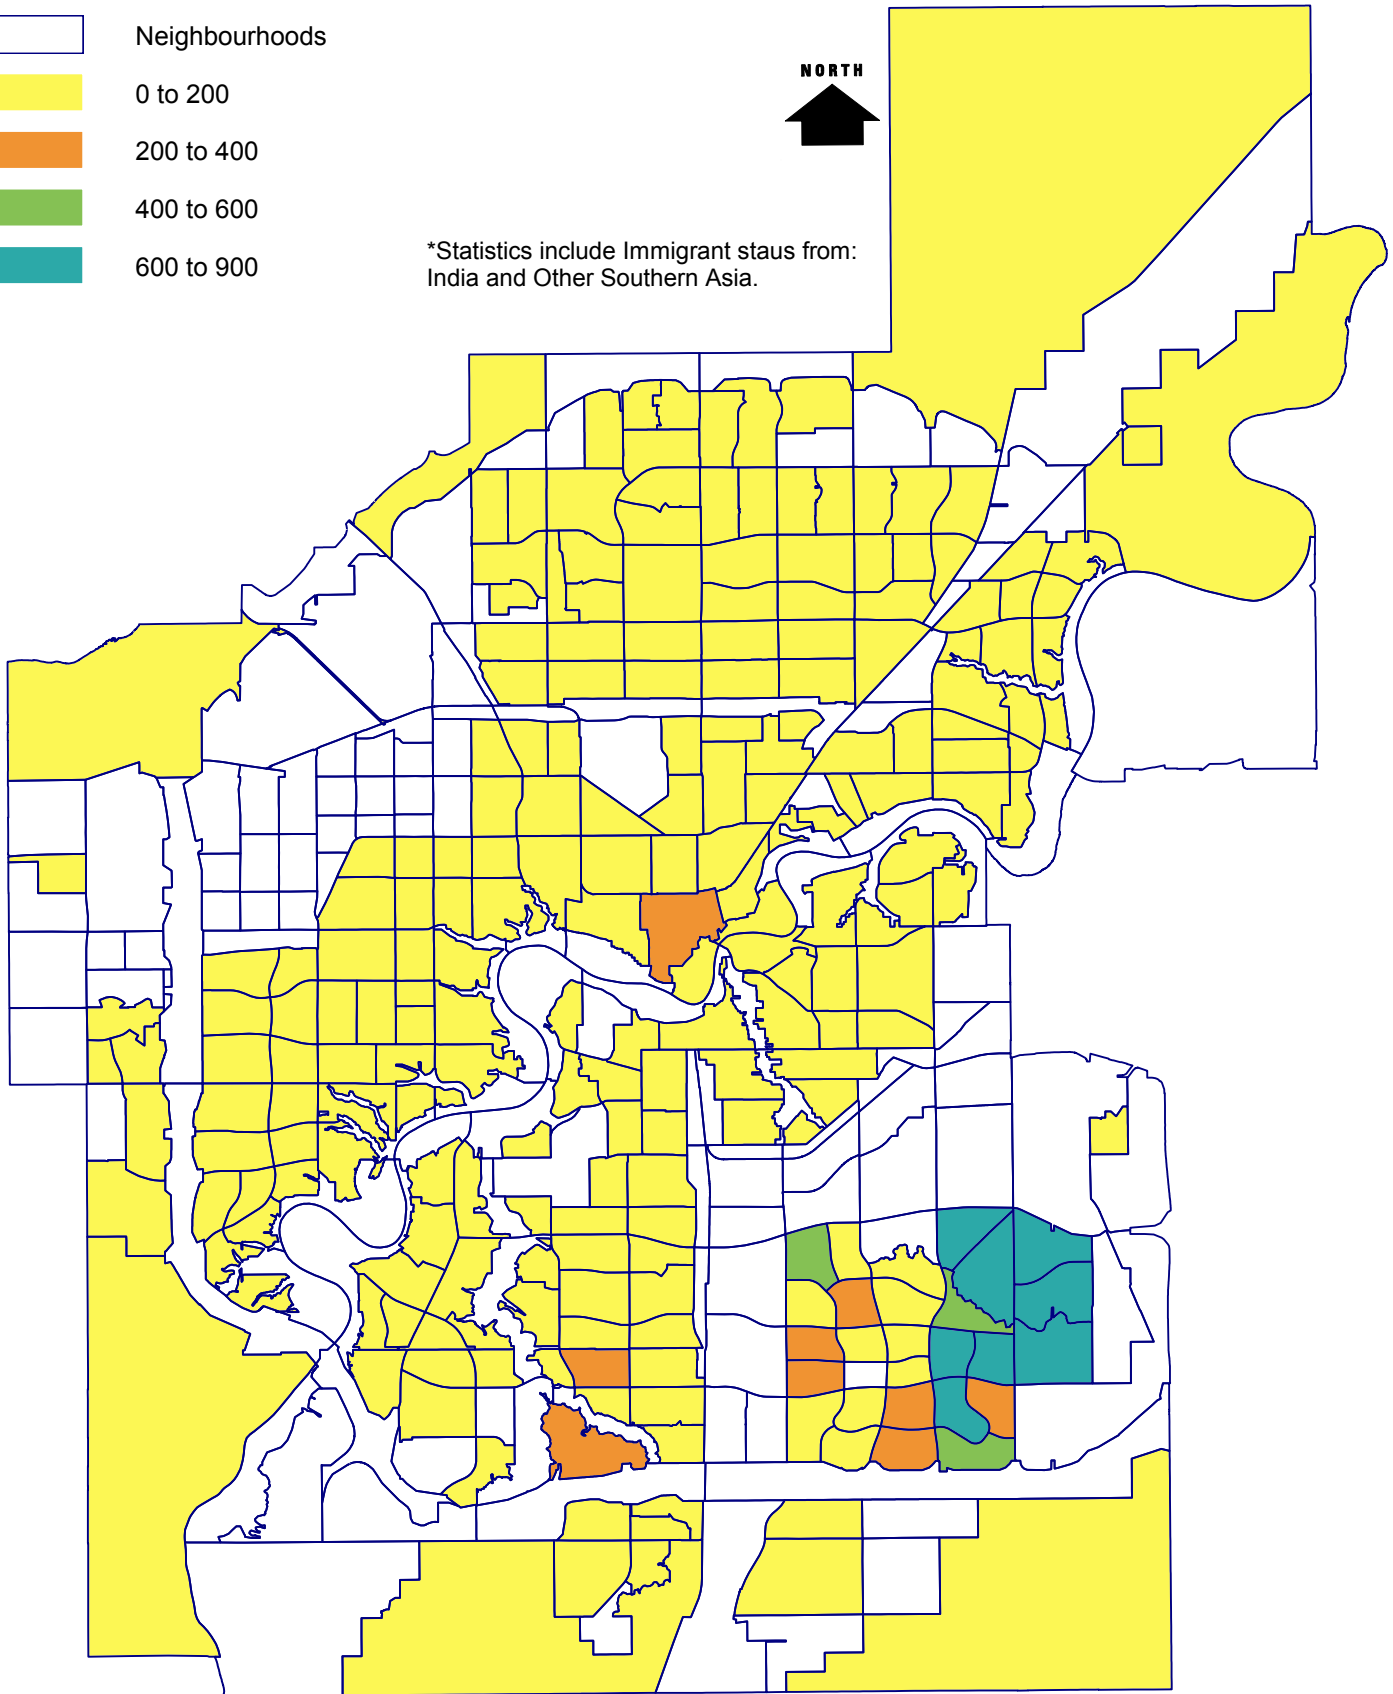 Neighbourhoods
0 to 200
200 to 400
400 to 600
600 to 900
NORTH
*Statistics include Immigrant staus from:
India and Other Southern Asia.